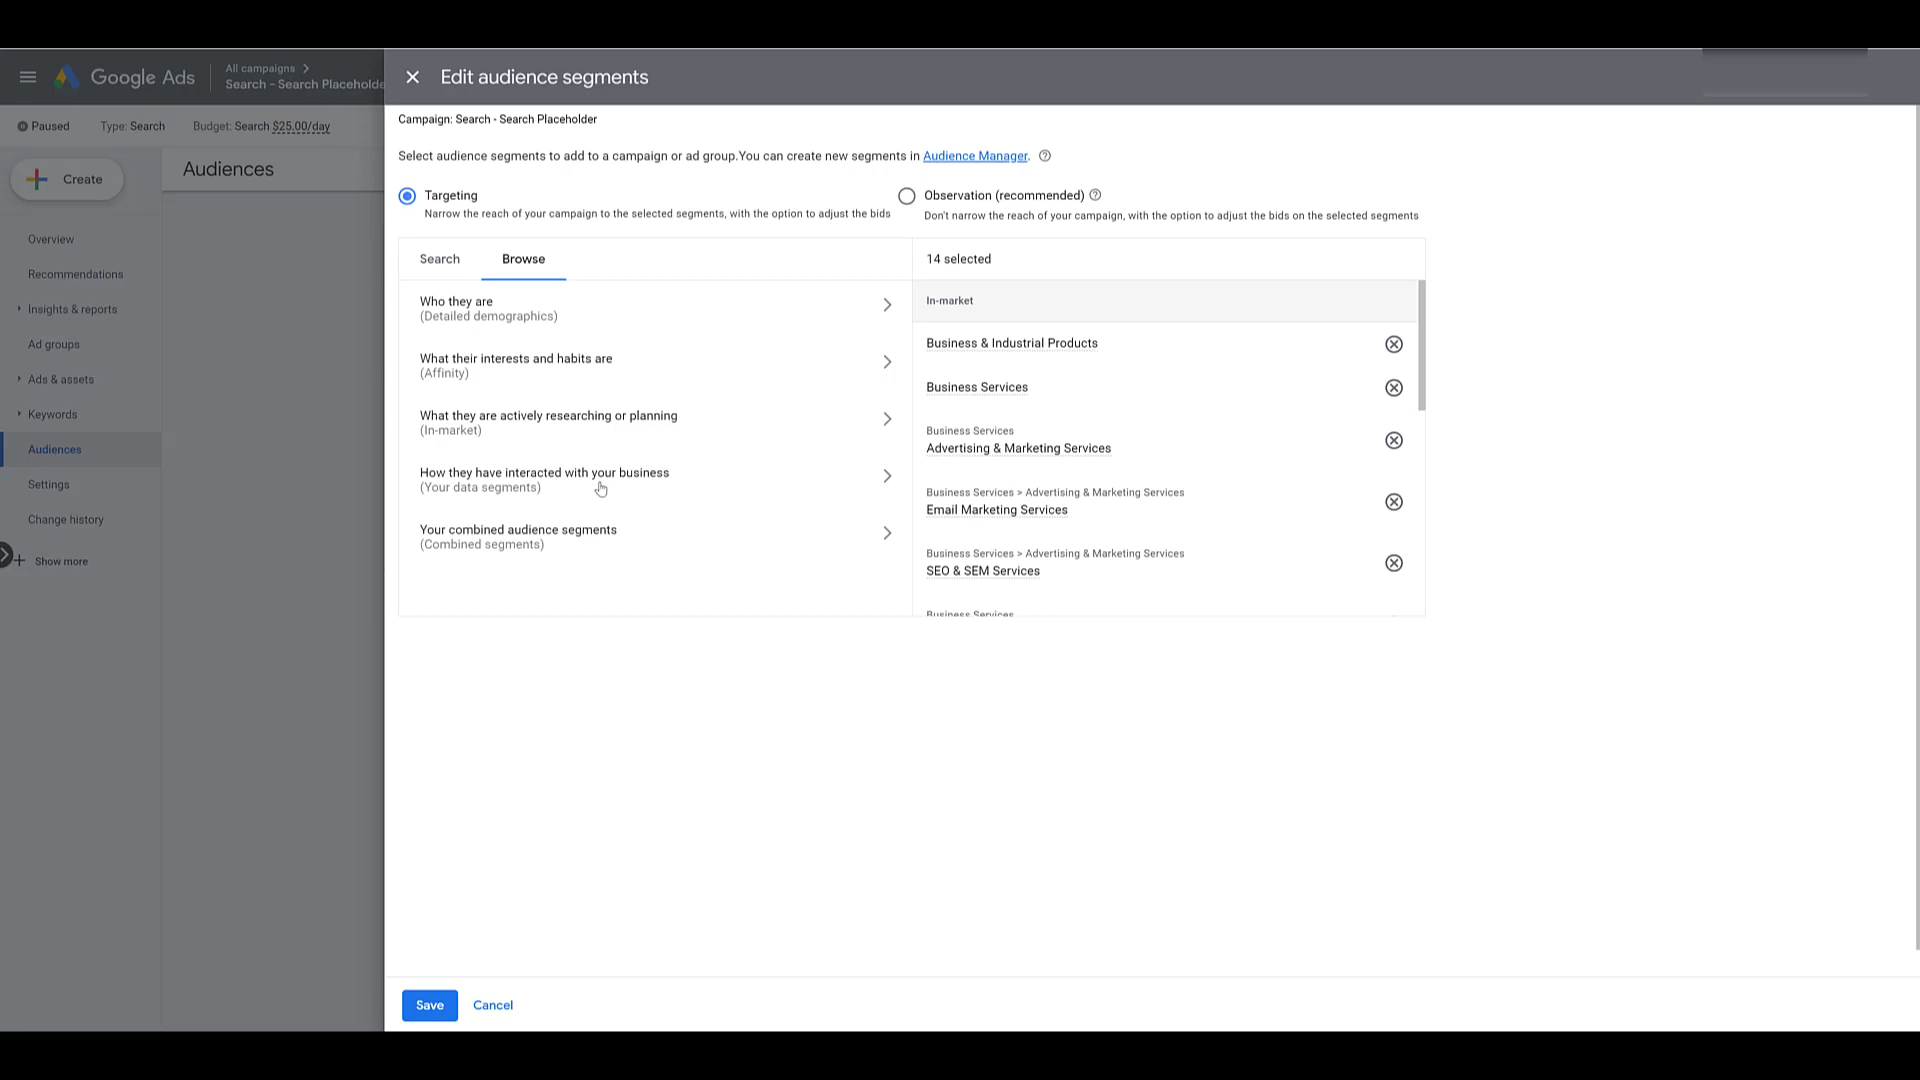 Google Ads
All campaigns
Search - Search Placeholde
Edit audience segments
Paused
Type: Search
Budget: Search $25.00/day
Create
Audiences
Overview
Recommendations
Insights & reports
Ad groups
Ads & assets
Keywords
Audiences
Settings
Change history
Show more
Campaign: Search - Search Placeholder
Select audience segments to add to a campaign or ad group.You can create new segments in Audience Manager.
Targeting
Narrow the reach of your campaign to the selected segments, with the option to adjust the bids
Observation (recommended)
Don't narrow the reach of your campaign, with the option to adjust the bids on the selected segments
Search
Browse
Who they are
(Detailed demographics)
What their interests and habits are
(Affinity)
What they are actively researching or planning
(In-market)
How they have interacted with your business
(Your data segments)
Your combined audience segments
(Combined segments)
14 selected
In-market
Business & Industrial Products
Business Services
Business Services
Advertising & Marketing Services
Business Services > Advertising & Marketing Services
Email Marketing Services
Business Services > Advertising & Marketing Services
SEO & SEM Services
Business Services
Save
Cancel